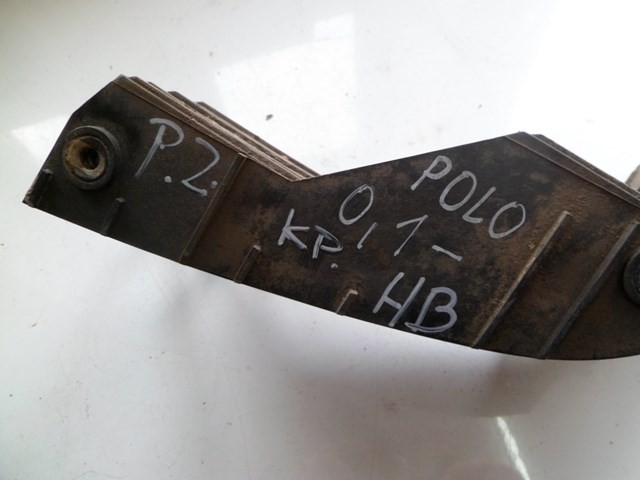 P.Z.
POLO
01-
KP.
HB